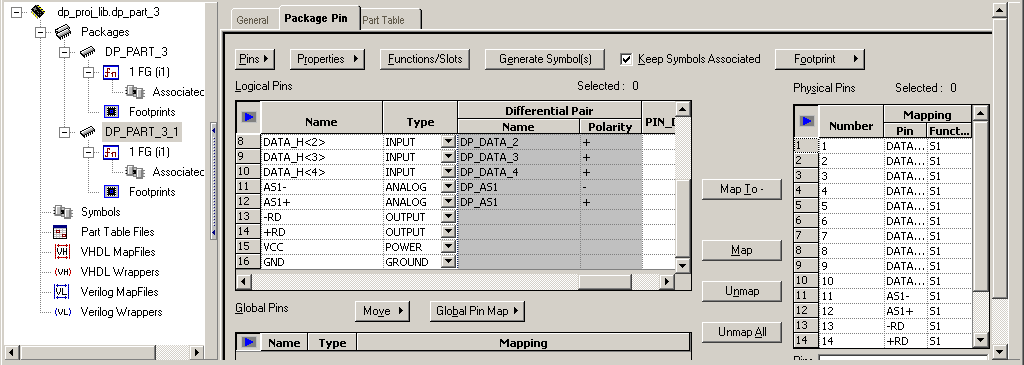 dp_proj_lib.dp_part_3
Packages
DP_PART_3
1 FG (i1)
Associated
Footprints
DP_PART_3_1
1 FG (i1)
Associated
Footprints
Symbols
Part Table Files
VHDL MapFiles
VHDL Wrappers
Verilog MapFiles
Verilog Wrappers
General Package Pin Part Table
Pins Properties Functions/Slots Generate Symbol(s) Keep Symbols Associated Footprint
Logical Pins Selected : 0
Differential Pair
Name Type Name Polarity
8 DATA_H<2> INPUT DP_DATA_2 +
9 DATA_H<3> INPUT DP_DATA_3 +
10 DATA_H<4> INPUT DP_DATA_4 +
11 AS1- ANALOG DP_AS1 -
12 AS1+ ANALOG DP_AS1 +
13 -RD OUTPUT
14 +RD OUTPUT
15 VCC POWER
16 GND GROUND
Global Pins Move Global Pin Map
Name Type Mapping
Map To -
Map
Unmap
Unmap All
Physical Pins Selected : 0
Mapping
Number Pin Funct...
1 1 DATA... S1
2 2 DATA... S1
3 3 DATA... S1
4 4 DATA... S1
5 5 DATA... S1
6 6 DATA... S1
7 7 DATA... S1
8 8 DATA... S1
9 9 DATA... S1
10 10 DATA... S1
11 11 AS1- S1
12 12 AS1+ S1
13 13 -RD S1
14 14 +RD S1